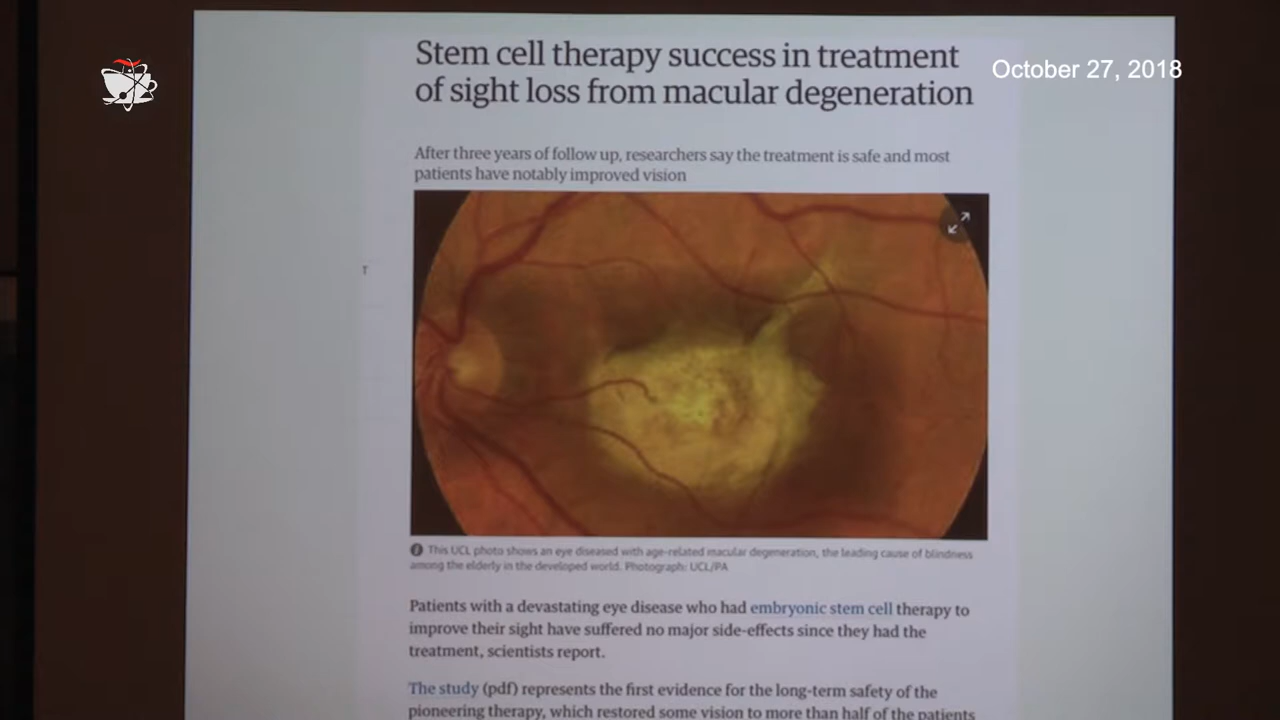 Stem cell therapy success in treatment
of sight loss from macular degeneration
October 27, 2018
After three years of follow up, researchers say the treatment is safe and most
patients have notably improved vision
T
This UCL photo shows an eye diseased with age-related macular degeneration, the leading cause of blindness
among the elderly in the developed world. Photograph: UCL/PA
Patients with a devastating eye disease who had embryonic stem cell therapy to
improve their sight have suffered no major side-effects since they had the
treatment, scientists report.
The study (pdf) represents the first evidence for the long-term safety of the
pioneering therapy, which restored some vision to more than half of the patients